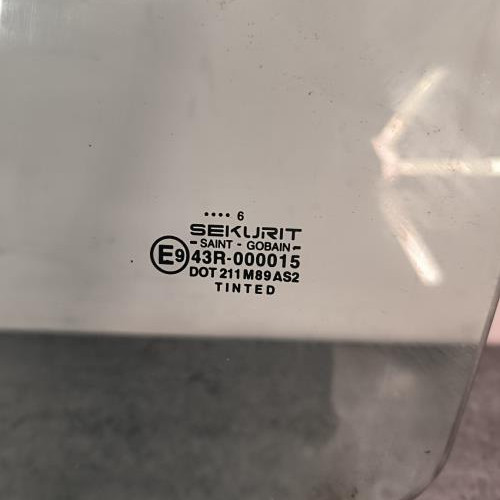 •••• 6
SEKURIT
SAINT - GOBAIN
E9 43R-000015
DOT 211 M89 AS2
TINTED